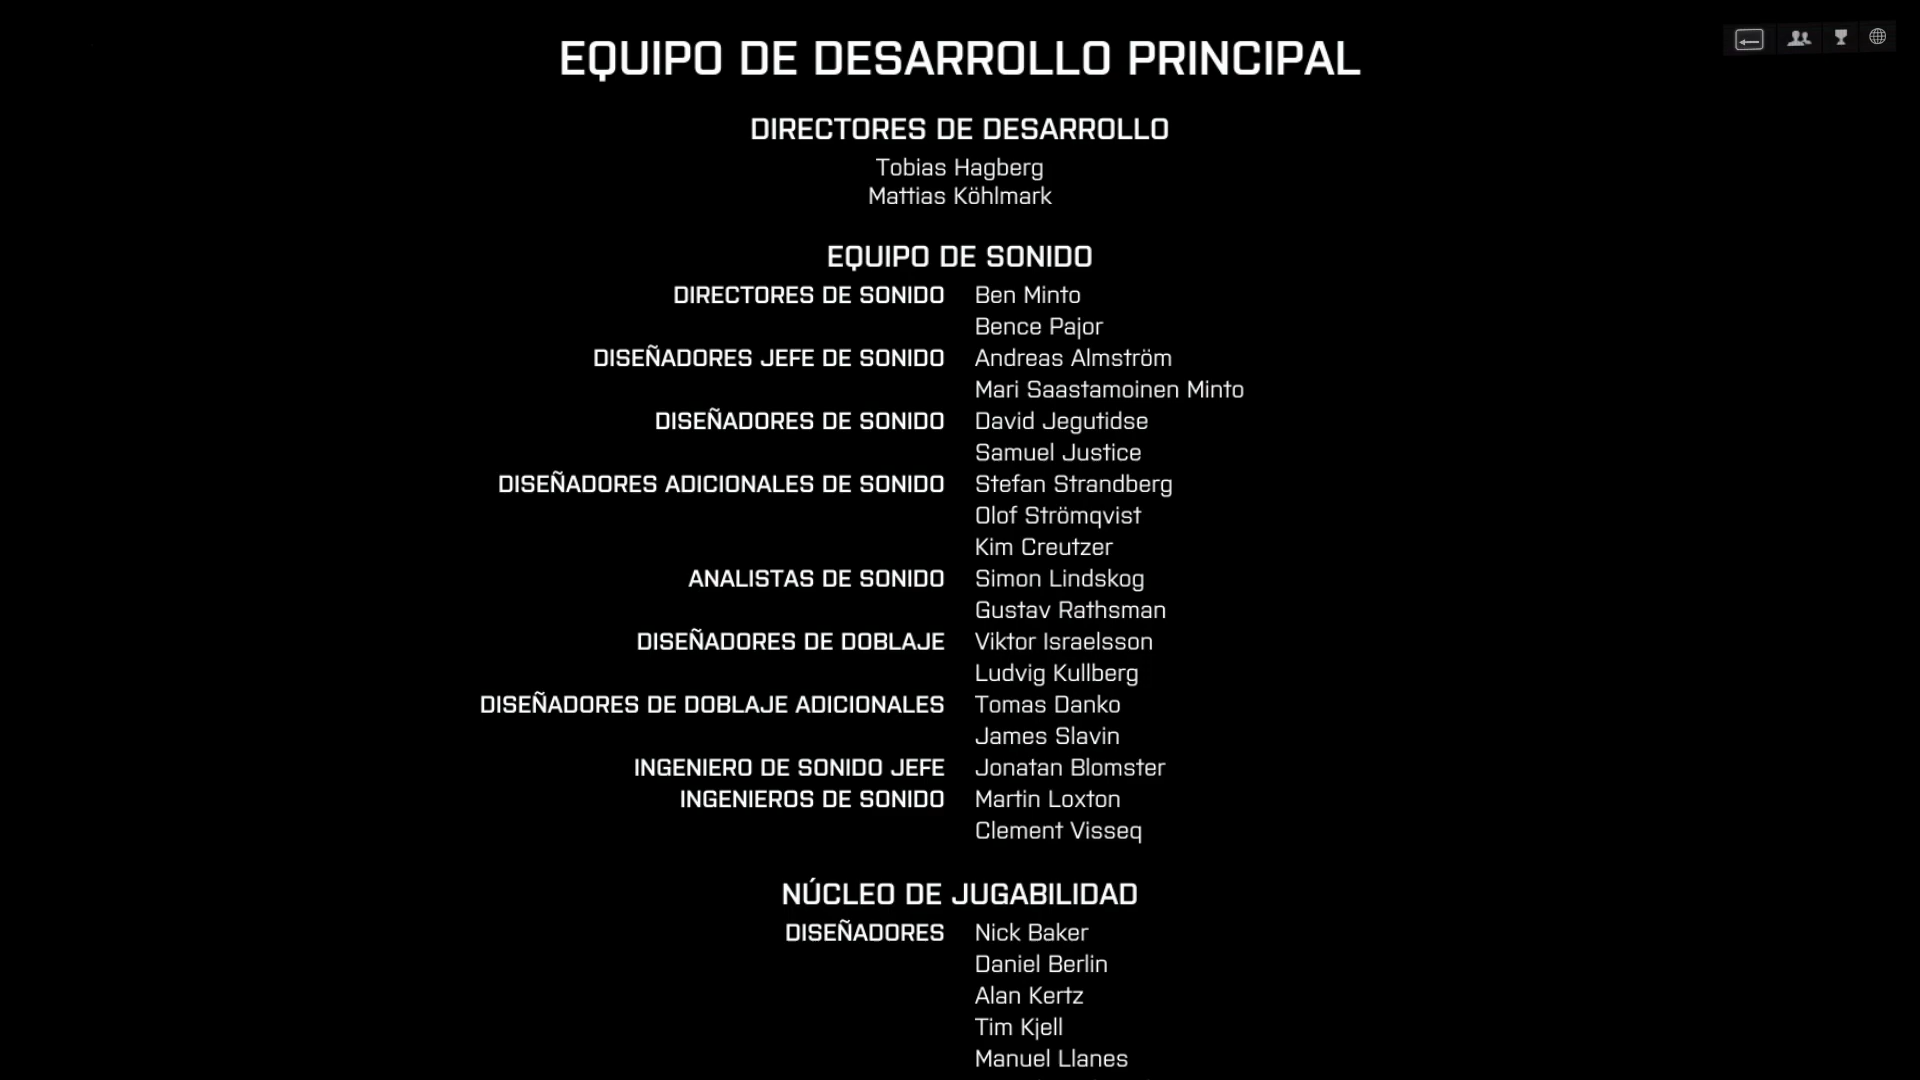 EQUIPO DE DESARROLLO PRINCIPAL
DIRECTORES DE DESARROLLO
Tobias Hagberg
Mattias Köhlmark
EQUIPO DE SONIDO
DIRECTORES DE SONIDO Ben Minto
Bence Pajor
DISEÑADORES JEFE DE SONIDO Andreas Almström
Mari Saastamoinen Minto
DISEÑADORES DE SONIDO David Jegutidse
Samuel Justice
DISEÑADORES ADICIONALES DE SONIDO Stefan Strandberg
Olof Strömqvist
Kim Creutzer
ANALISTAS DE SONIDO Simon Lindskog
Gustav Rathsman
DISEÑADORES DE DOBLAJE Viktor Israelsson
Ludvig Kullberg
DISEÑADORES DE DOBLAJE ADICIONALES Tomas Danko
James Slavin
INGENIERO DE SONIDO JEFE Jonatan Blomster
INGENIEROS DE SONIDO Martin Loxton
Clement Visseq
NÚCLEO DE JUGABILIDAD
DISEÑADORES Nick Baker
Daniel Berlin
Alan Kertz
Tim Kjell
Manuel Llanes